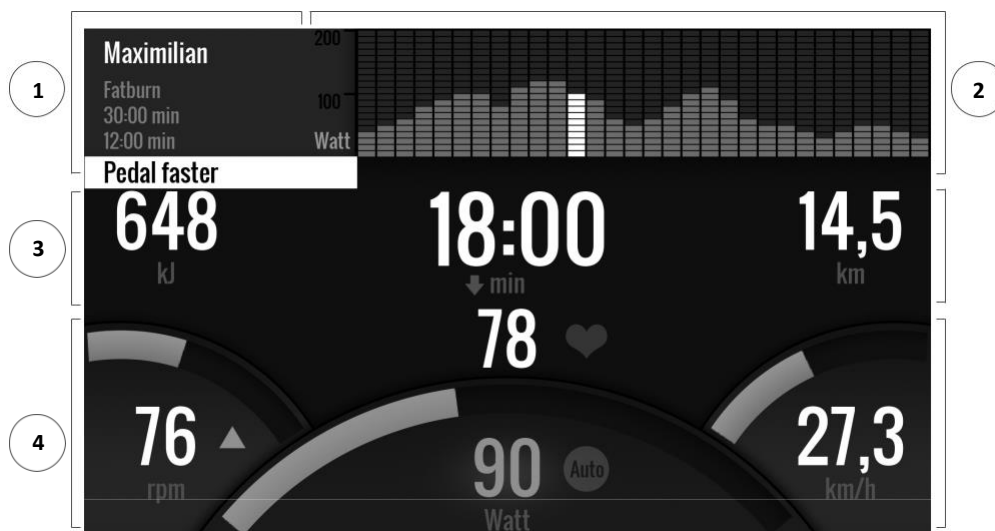 Maximilian
Fatburn
30:00 min
12:00 min
Pedal faster
200
100
Watt
1
2
648
kJ
18:00
min
14,5
km
3
78
76
rpm
90
Auto
Watt
27,3
km/h
4